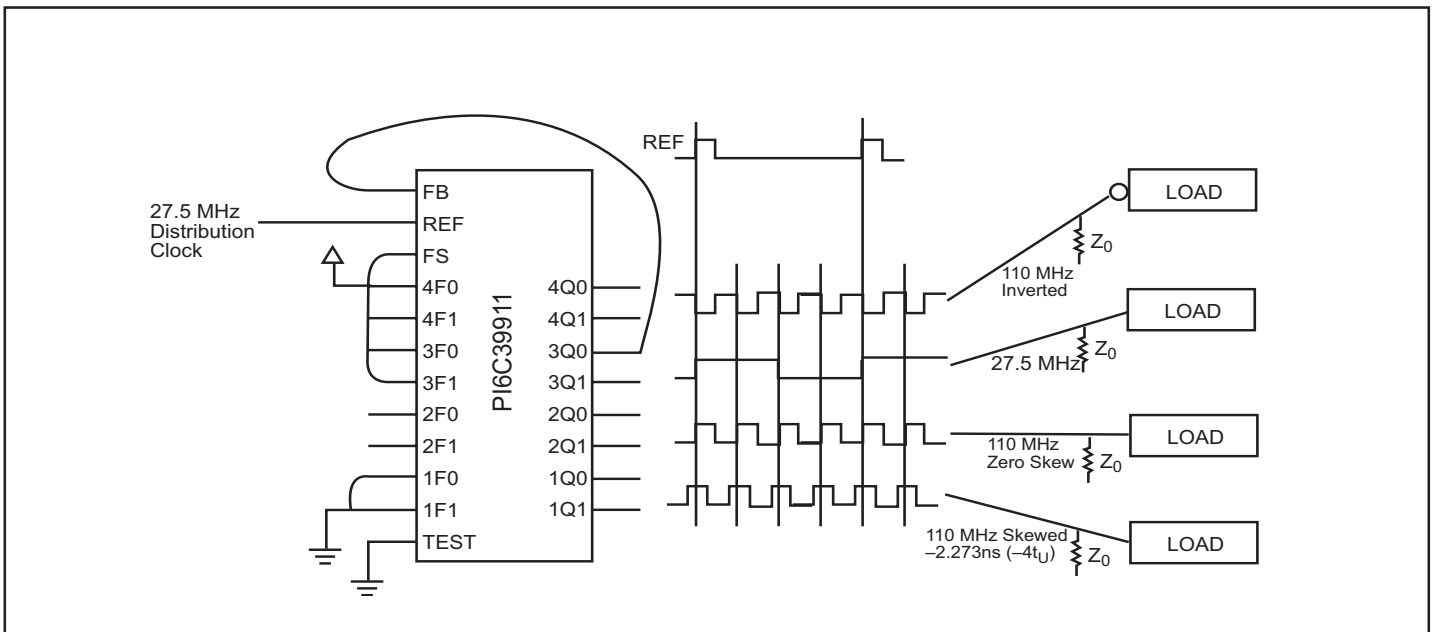 REF
27.5 MHz
Distribution
Clock
FB
REF
FS
4F0
4F1
3F0
3F1
2F0
2F1
1F0
1F1
TEST
PI6C39911
4Q0
4Q1
3Q0
3Q1
2Q0
2Q1
1Q0
1Q1
LOAD
Z0
110 MHz
Inverted
LOAD
Z0
27.5 MHz
LOAD
110 MHz
Zero Skew
Z0
110 MHz Skewed
–2.273ns (–4tU)
Z0
LOAD